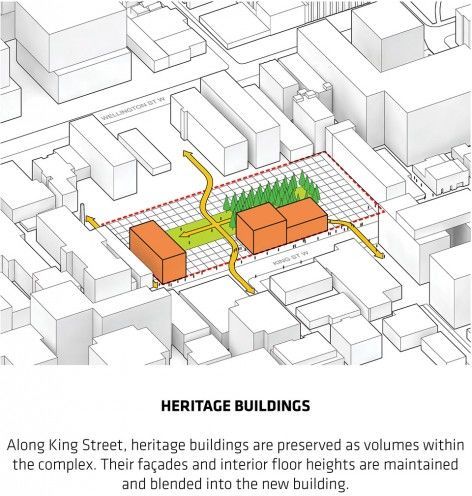 WELLINGTON ST W
KING ST W
HERITAGE BUILDINGS
Along King Street, heritage buildings are preserved as volumes within
the complex. Their façades and interior floor heights are maintained
and blended into the new building.